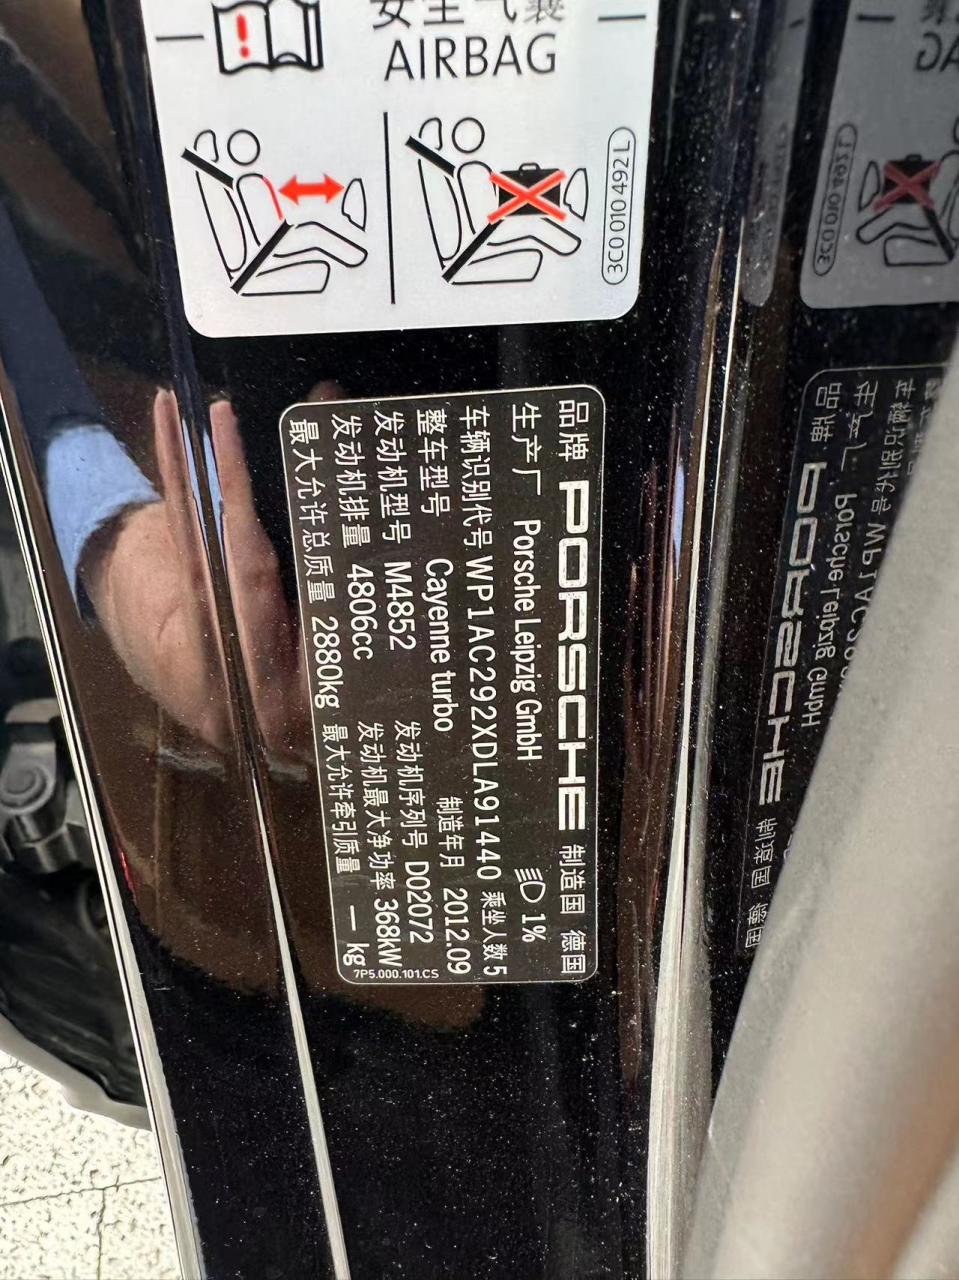 安全气囊
AIRBAG
3C0 010 492 L
品牌 PORSCHE 制造国 德国
生产厂 Porsche Leipzig GmbH 1%
车辆识别代号 WP1AC292XDLA91440 乘坐人数 5
整车型号 Cayenne turbo 制造年月 2012.09
发动机型号 M4852 发动机序列号 D02072
发动机排量 4806cc 发动机最大净功率 368kW
最大允许总质量 2880kg 最大允许牵引质量 — kg
7P5.000.101.CS